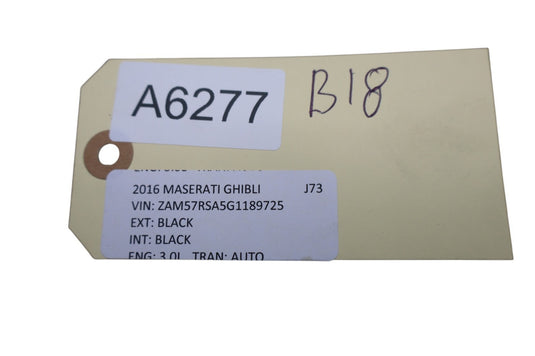 A6277
B18
2016 MASERATI GHIBLI J73
VIN: ZAM57RSA5G1189725
EXT: BLACK
INT: BLACK
ENG: 3.0L TRAN: AUTO